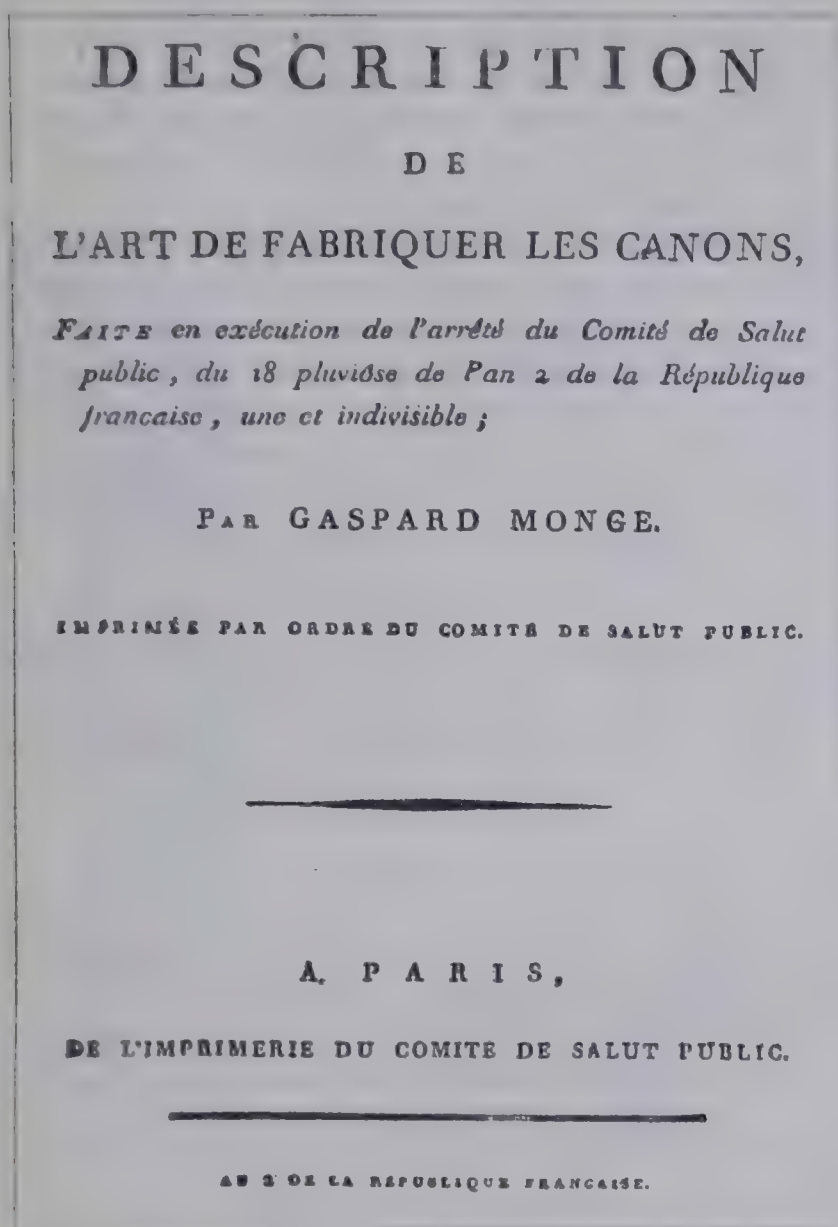 DESCRIPTION
DE
L'ART DE FABRIQUER LES CANONS,
FAITE en exécution de l'arrêté du Comité de Salut
public, du 18 pluviôse de l'an 2 de la République
francaise, une et indivisible;
PAR GASPARD MONGE.
IMPRIMÉE PAR ORDRE DU COMITÉ DE SALUT PUBLIC.
A PARIS,
DE L'IMPRIMERIE DU COMITÉ DE SALUT PUBLIC.
AN 2 DE LA RÉPUBLIQUE FRANCAISE.